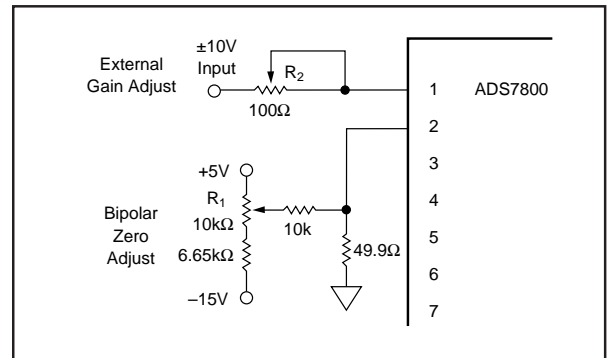 External
Gain Adjust
±10V
Input
R2
100Ω
1
ADS7800
2
3
4
5
6
7
+5V
R1
10kΩ
10k
6.65kΩ
49.9Ω
Bipolar
Zero
Adjust
–15V